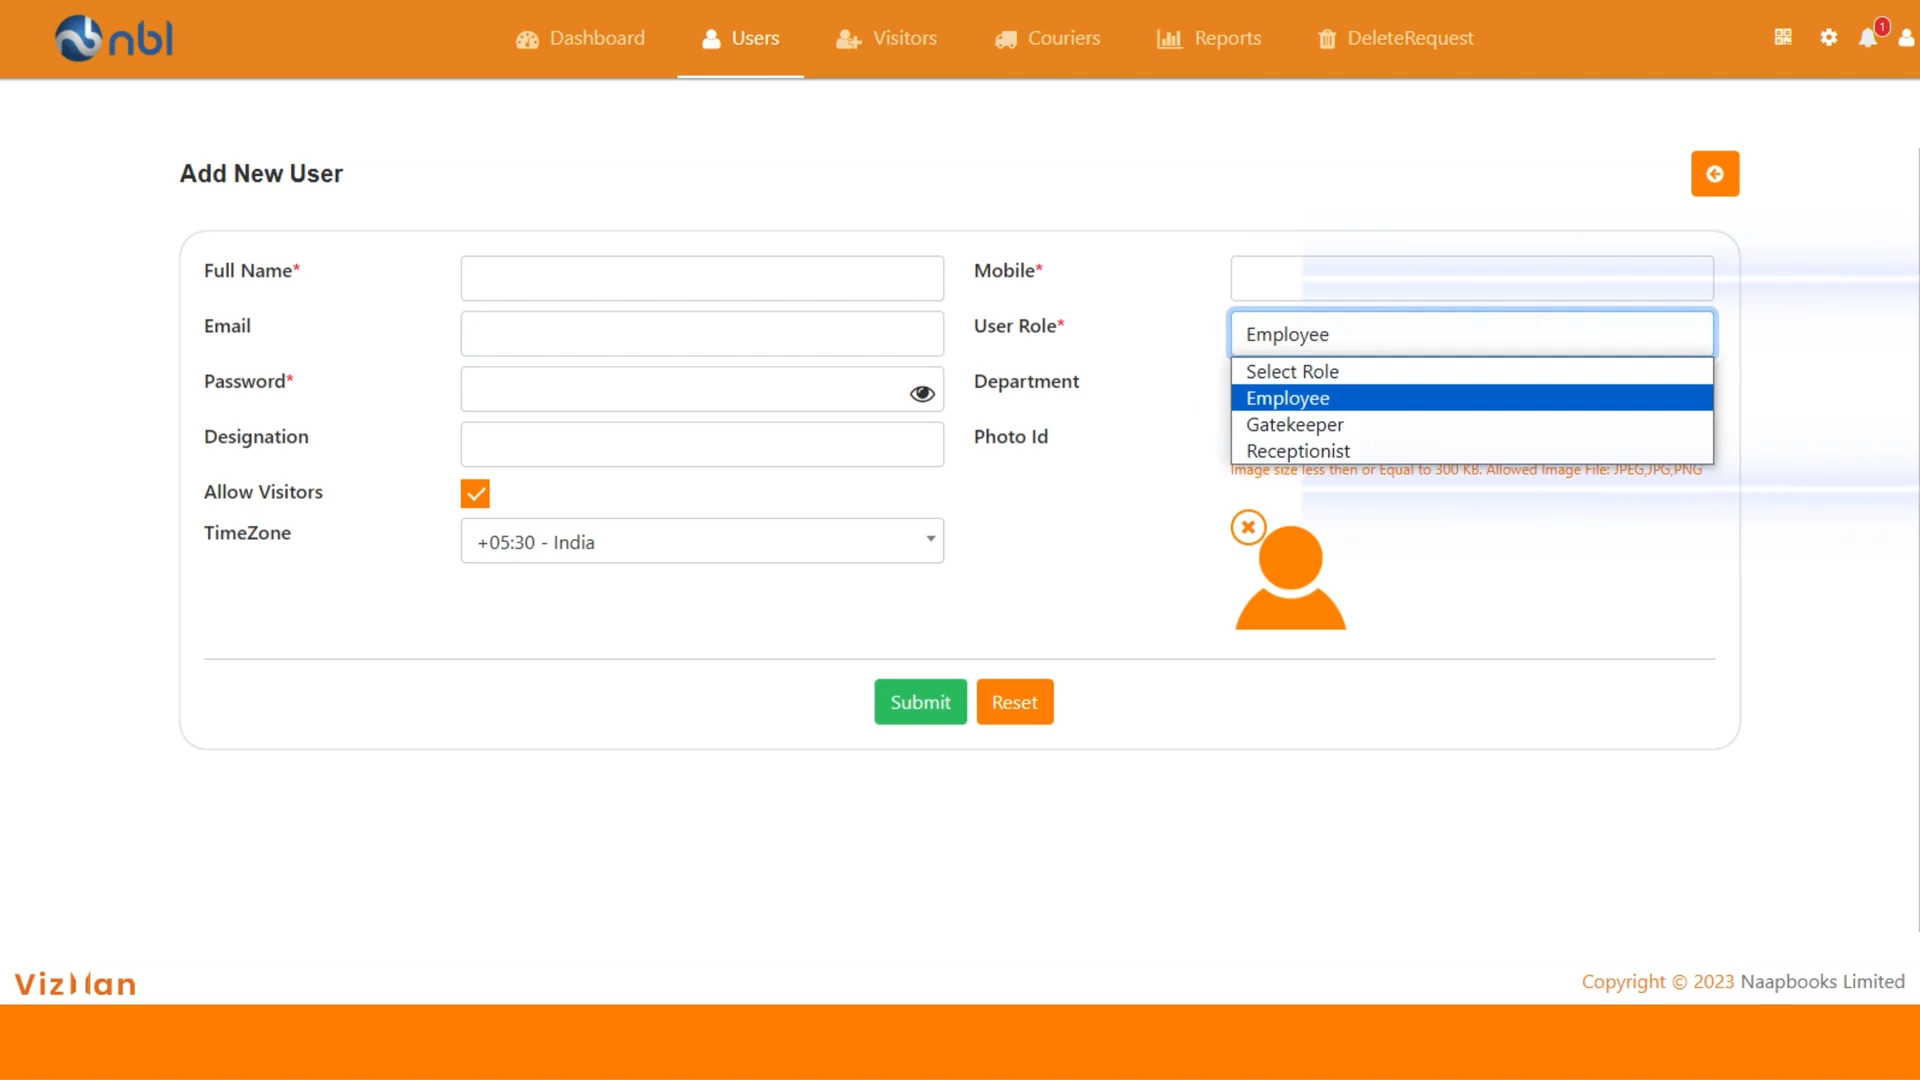 nbl
Dashboard
Users
Visitors
Couriers
Reports
DeleteRequest
1
Add New User
Full Name*
Mobile*
Email
User Role*
Employee
Password*
Department
Select Role
Employee
Gatekeeper
Receptionist
Designation
Photo Id
Image size less then or Equal to 300 KB. Allowed Image File: JPEG,JPG,PNG
Allow Visitors
TimeZone
+05:30 - India
Submit
Reset
VizMan
Copyright © 2023 Naapbooks Limited